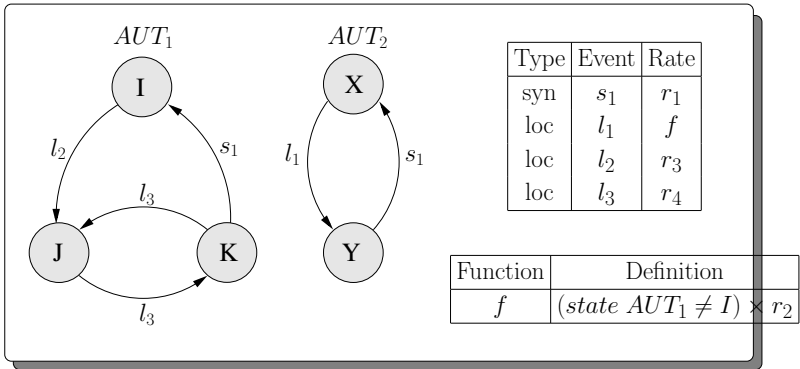 AUT₁
AUT₂
I
X
l₂
s₁
l₁
s₁
l₃
J
K
Y
l₃
Type Event Rate
syn s₁ r₁
loc l₁ f
loc l₂ r₃
loc l₃ r₄
Function Definition
f (state AUT₁ ≠ I) × r₂